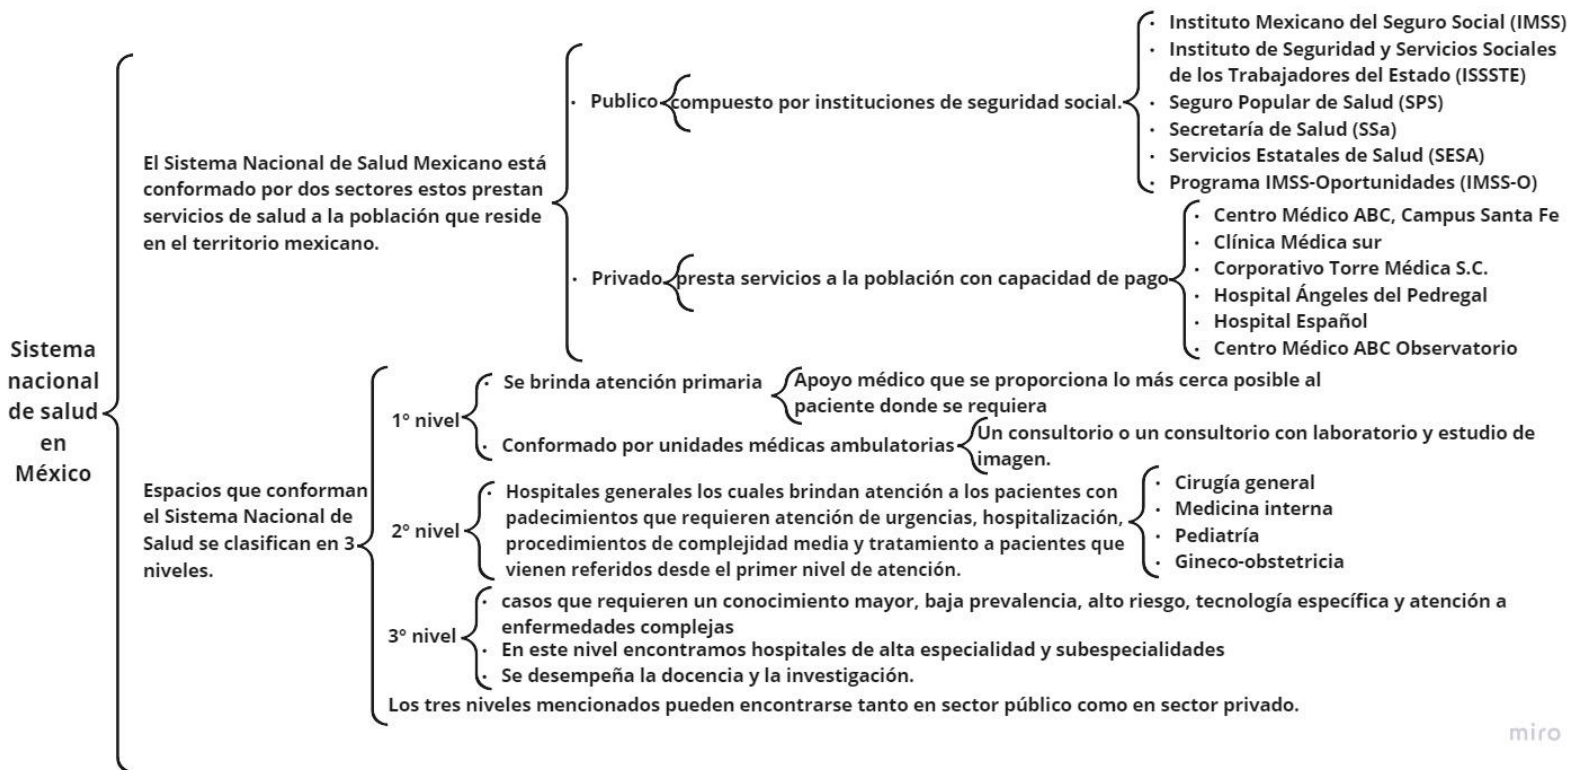 Sistema
nacional
de salud
en
México
El Sistema Nacional de Salud Mexicano está
conformado por dos sectores estos prestan
servicios de salud a la población que reside
en el territorio mexicano.
· Publico
compuesto por instituciones de seguridad social.
· Instituto Mexicano del Seguro Social (IMSS)
· Instituto de Seguridad y Servicios Sociales
de los Trabajadores del Estado (ISSSTE)
· Seguro Popular de Salud (SPS)
· Secretaría de Salud (SSa)
· Servicios Estatales de Salud (SESA)
· Programa IMSS-Oportunidades (IMSS-O)
· Privado
presta servicios a la población con capacidad de pago
· Centro Médico ABC, Campus Santa Fe
· Clínica Médica sur
· Corporativo Torre Médica S.C.
· Hospital Ángeles del Pedregal
· Hospital Español
· Centro Médico ABC Observatorio
Espacios que conforman
el Sistema Nacional de
Salud se clasifican en 3
niveles.
1° nivel
· Se brinda atención primaria
Apoyo médico que se proporciona lo más cerca posible al
paciente donde se requiera
· Conformado por unidades médicas ambulatorias
Un consultorio o un consultorio con laboratorio y estudio de
imagen.
2° nivel
· Hospitales generales los cuales brindan atención a los pacientes con
padecimientos que requieren atención de urgencias, hospitalización,
procedimientos de complejidad media y tratamiento a pacientes que
vienen referidos desde el primer nivel de atención.
· Cirugía general
· Medicina interna
· Pediatría
· Gineco-obstetricia
3° nivel
· casos que requieren un conocimiento mayor, baja prevalencia, alto riesgo, tecnología específica y atención a
enfermedades complejas
· En este nivel encontramos hospitales de alta especialidad y subespecialidades
· Se desempeña la docencia y la investigación.
Los tres niveles mencionados pueden encontrarse tanto en sector público como en sector privado.
miro